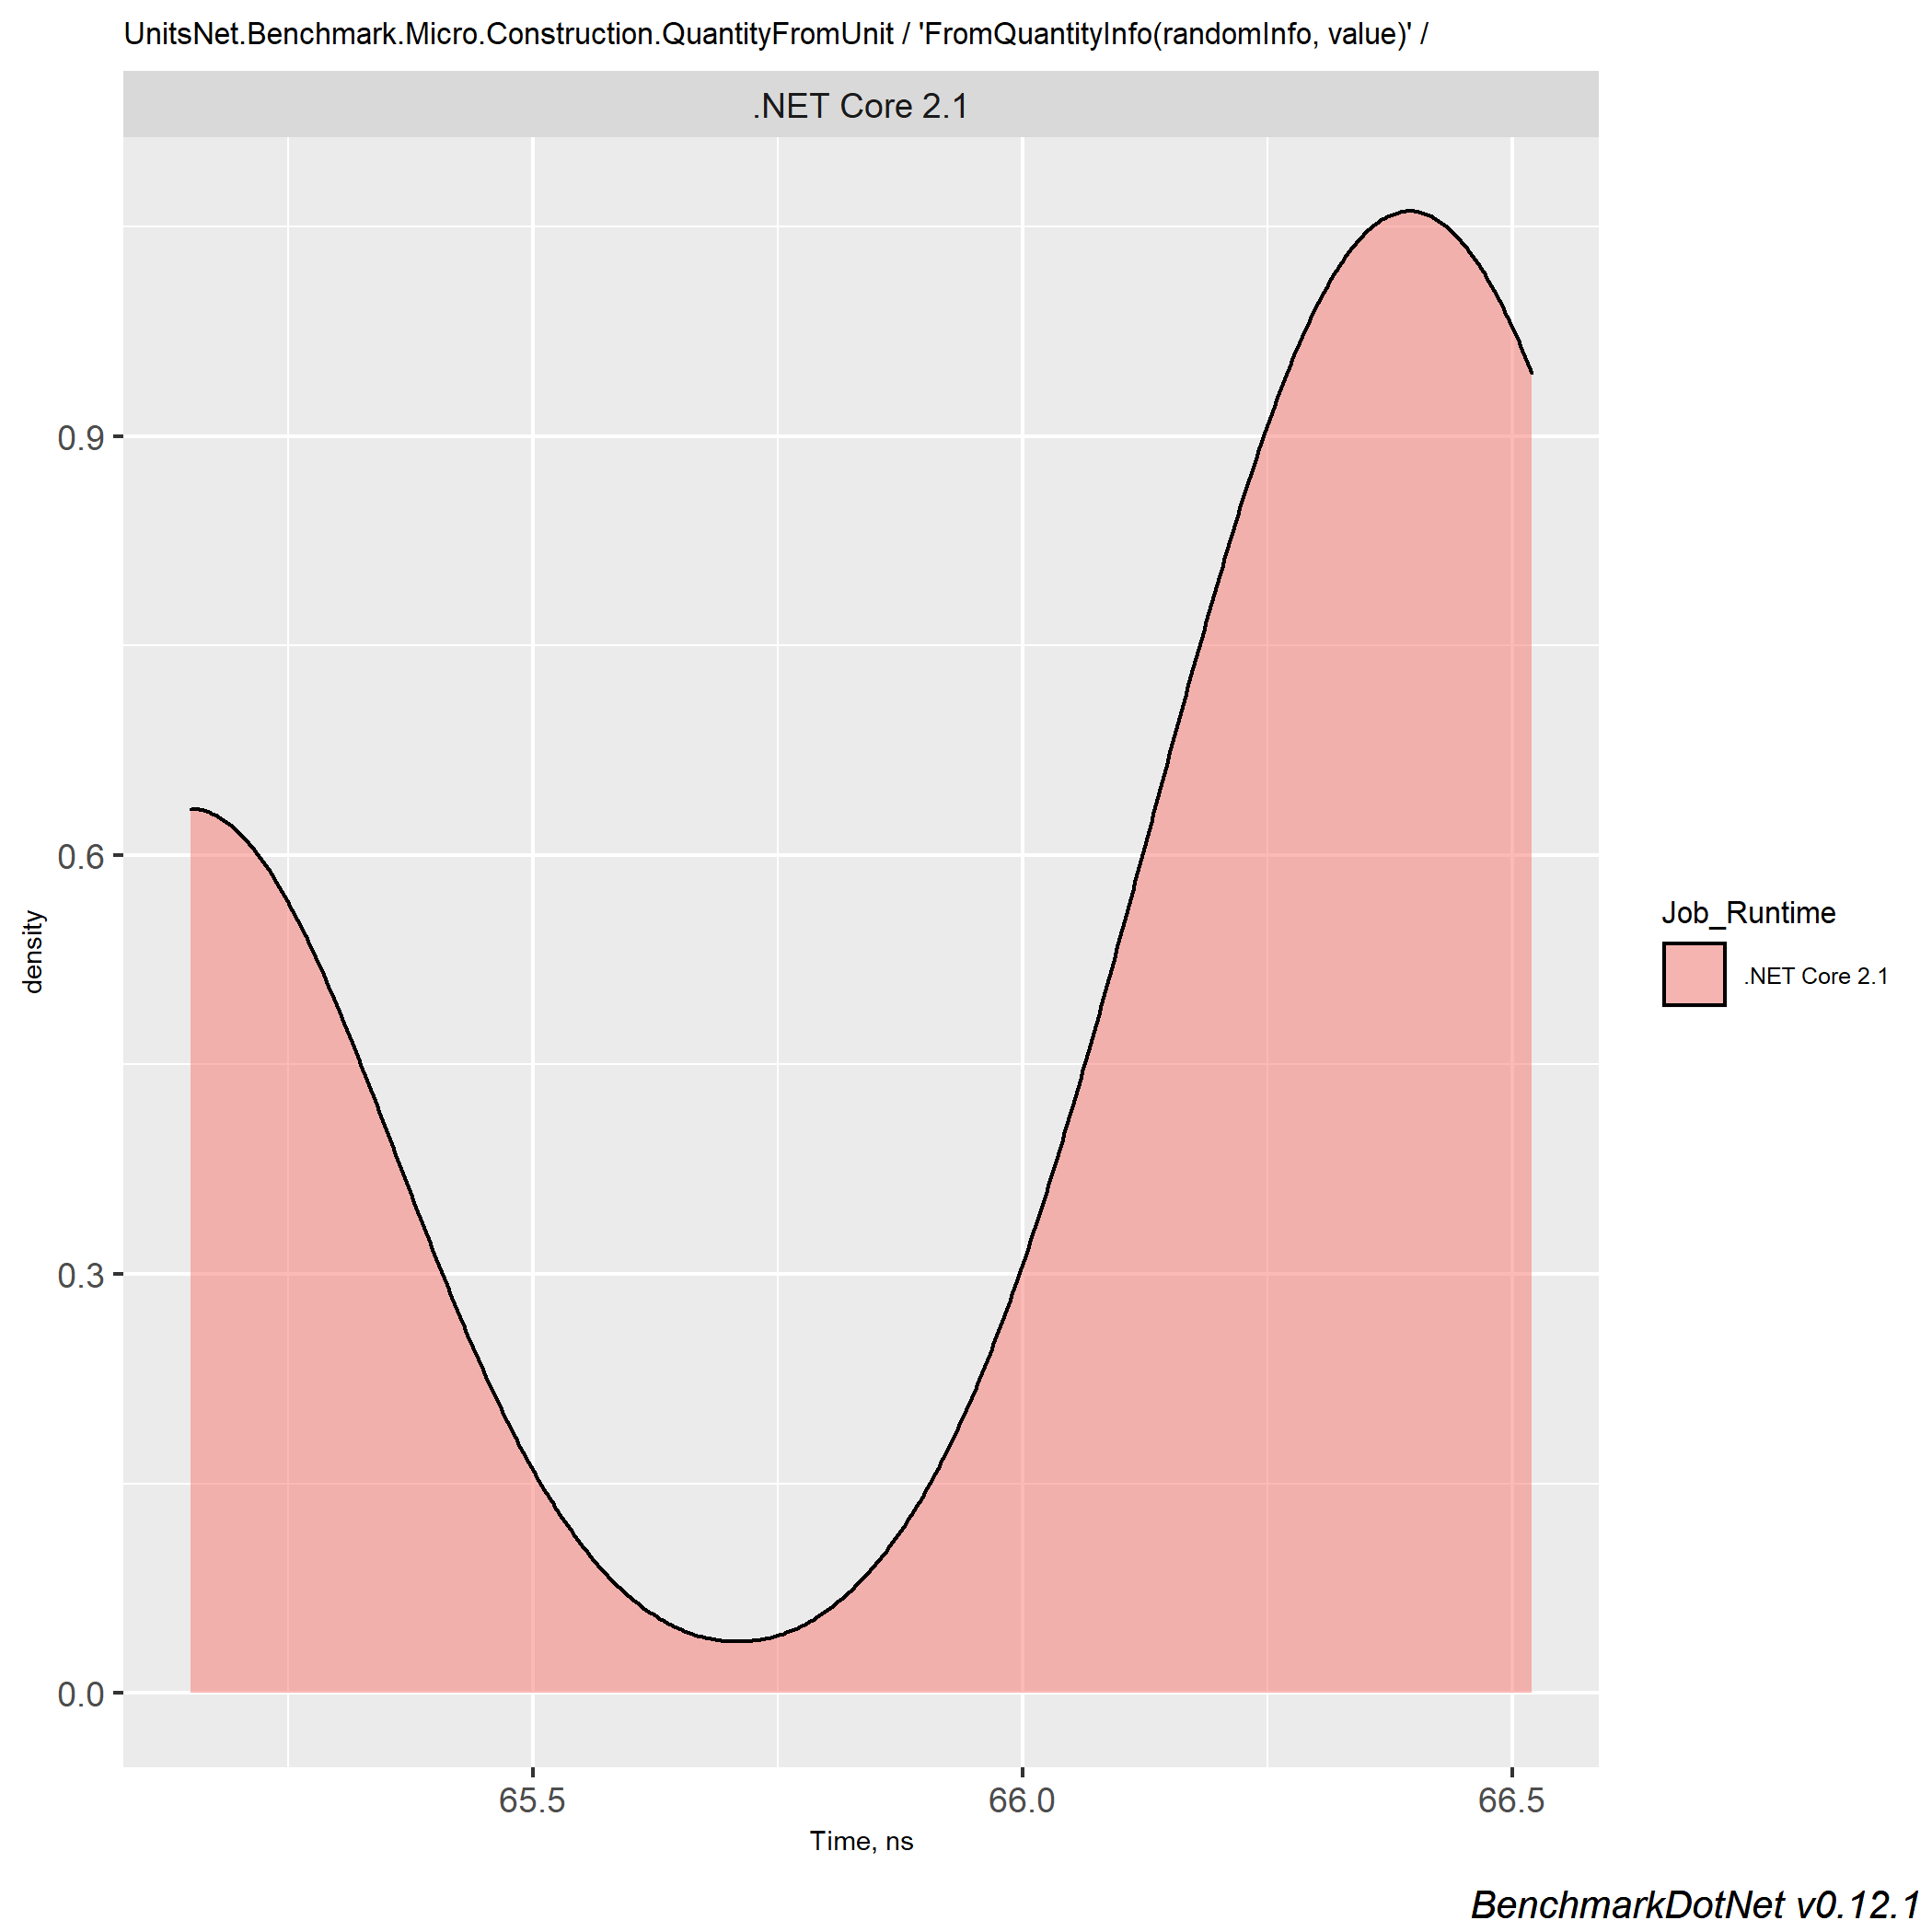 UnitsNet.Benchmark.Micro.Construction.QuantityFromUnit / 'FromQuantityInfo(randomInfo, value)' /
.NET Core 2.1
0.9
0.6
0.3
0.0
density
65.5 66.0 66.5
Time, ns
Job_Runtime
.NET Core 2.1
BenchmarkDotNet v0.12.1